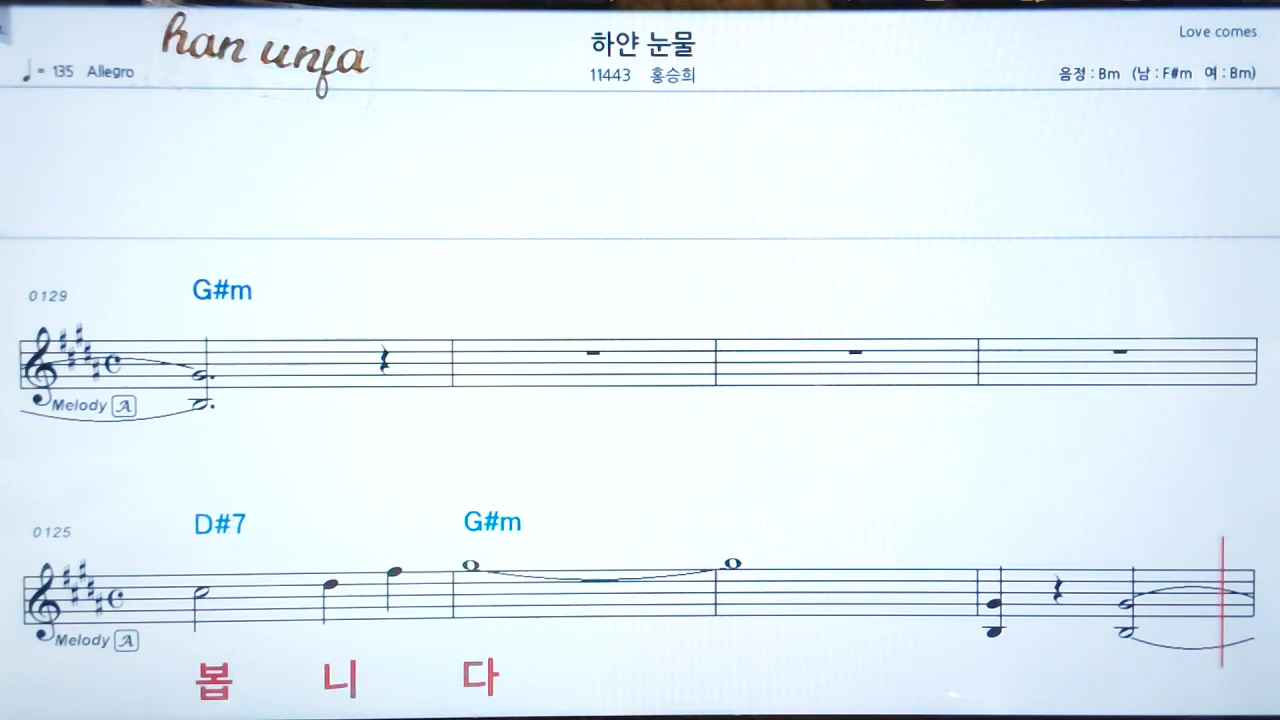 han unja
하얀 눈물
Love comes
♩= 135 Allegro
11443 홍승희
음정 : Bm (남 : F#m 여 : Bm)
G#m
0129
Melody A
D#7 G#m
0125
Melody A
봅 니 다